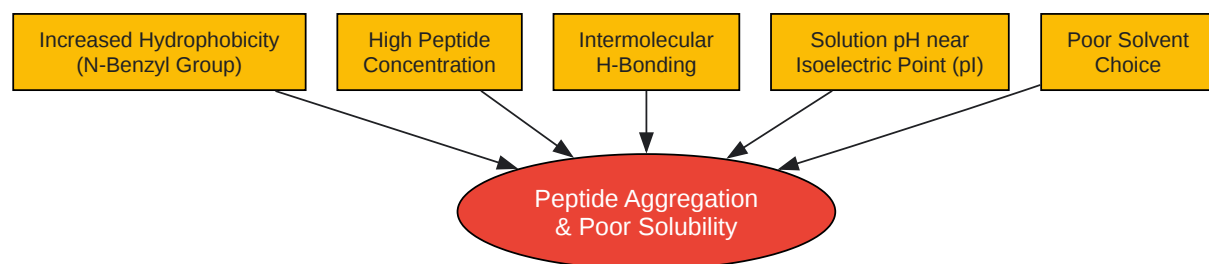 Increased Hydrophobicity
(N-Benzyl Group)
High Peptide
Concentration
Intermolecular
H-Bonding
Solution pH near
Isoelectric Point (pI)
Poor Solvent
Choice
Peptide Aggregation
& Poor Solubility